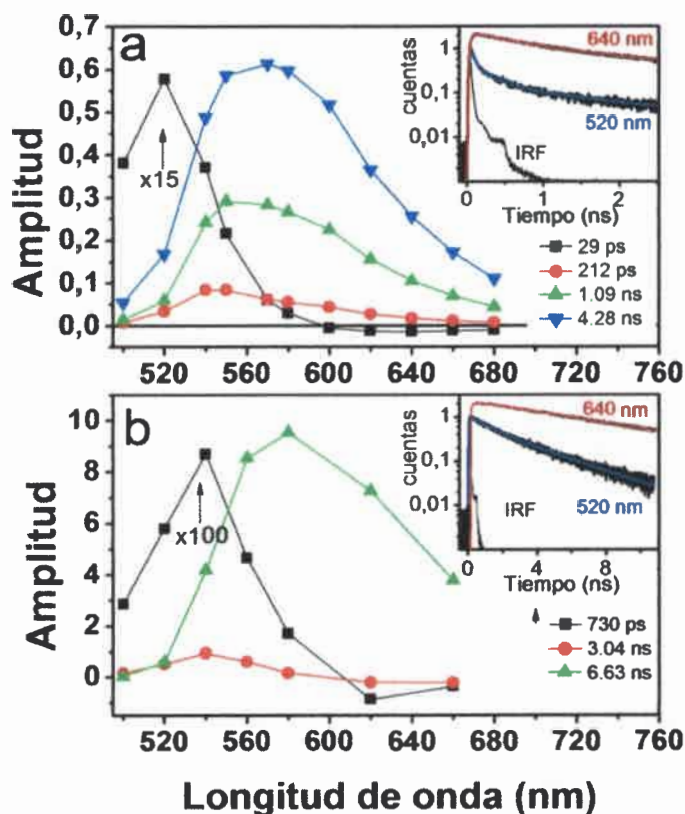 a
Amplitud
0,7
0,6
0,5
0,4
0,3
0,2
0,1
0,0
x15
520 560 600 640 680 720 760
cuentas
1
0,1
0,01
640 nm
520 nm
IRF
0 1 2
Tiempo (ns)
29 ps
212 ps
1.09 ns
4.28 ns
b
Amplitud
10
8
6
4
2
0
x100
520 560 600 640 680 720 760
cuentas
1
0,1
0,01
640 nm
520 nm
IRF
0 4 8
Tiempo (ns)
730 ps
3.04 ns
6.63 ns
Longitud de onda (nm)